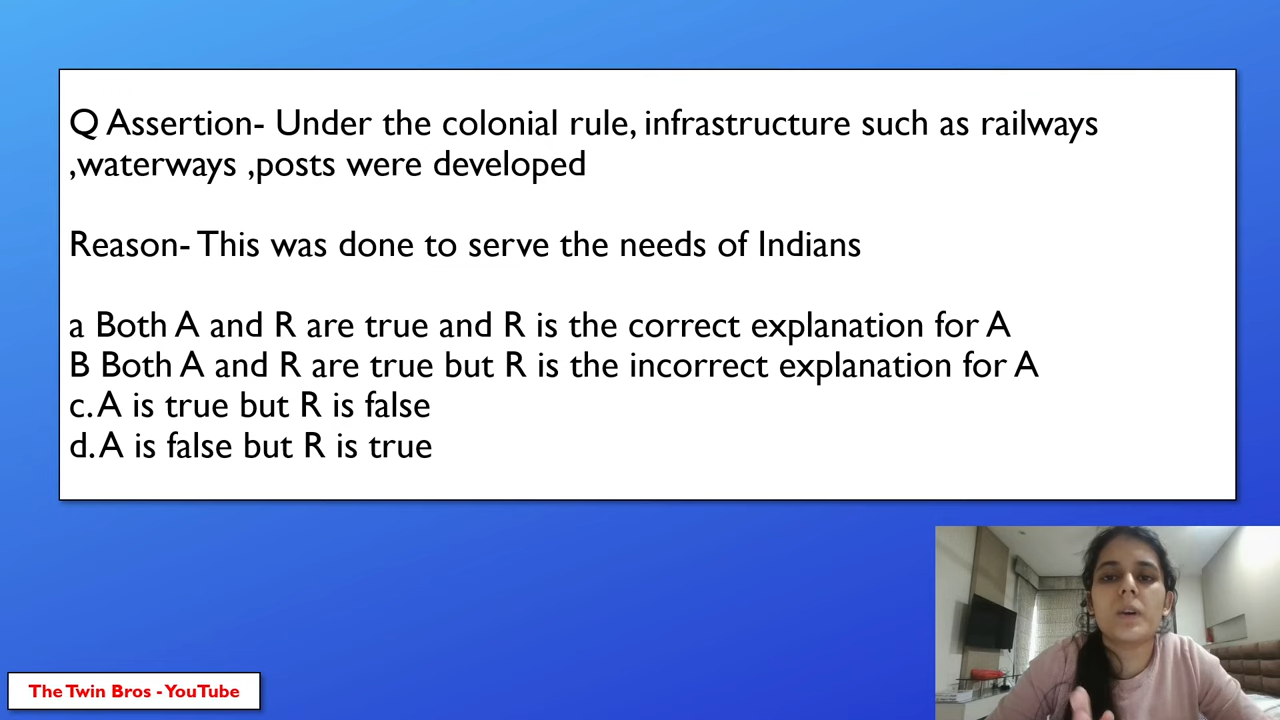 Q Assertion- Under the colonial rule, infrastructure such as railways
,waterways ,posts were developed
Reason- This was done to serve the needs of Indians
a Both A and R are true and R is the correct explanation for A
B Both A and R are true but R is the incorrect explanation for A
c. A is true but R is false
d. A is false but R is true
The Twin Bros - YouTube